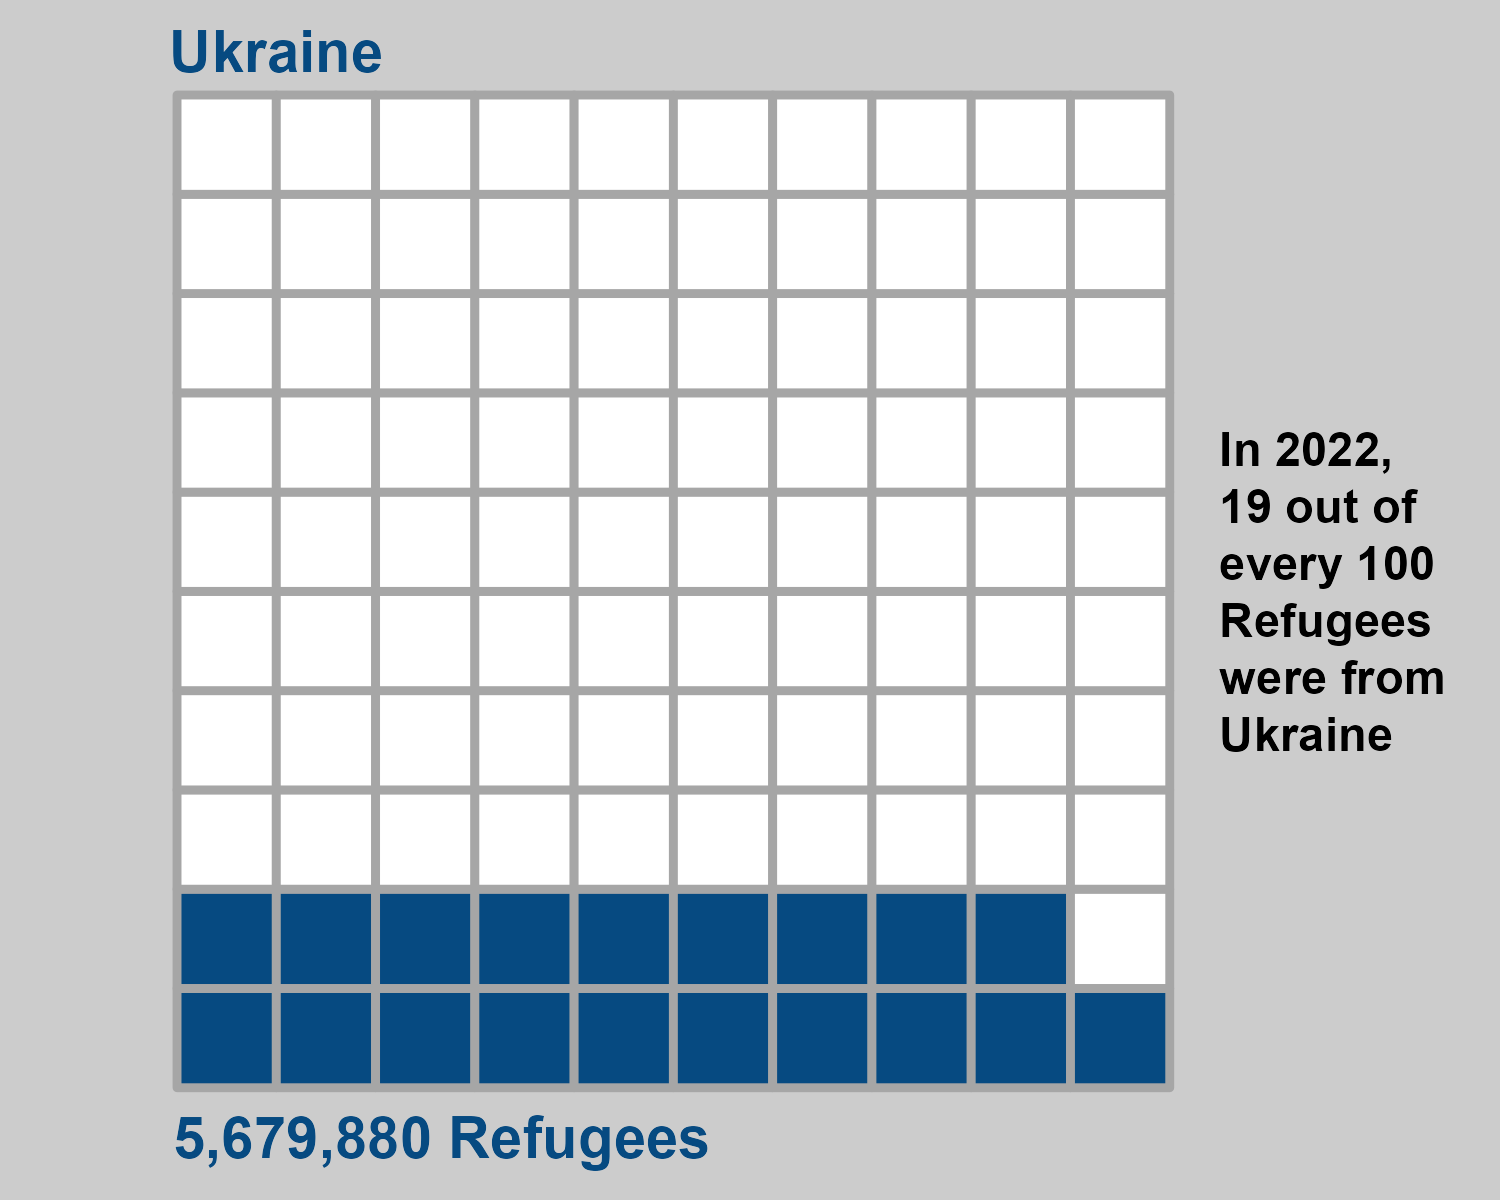 Ukraine
In 2022,
19 out of
every 100
Refugees
were from
Ukraine
5,679,880 Refugees